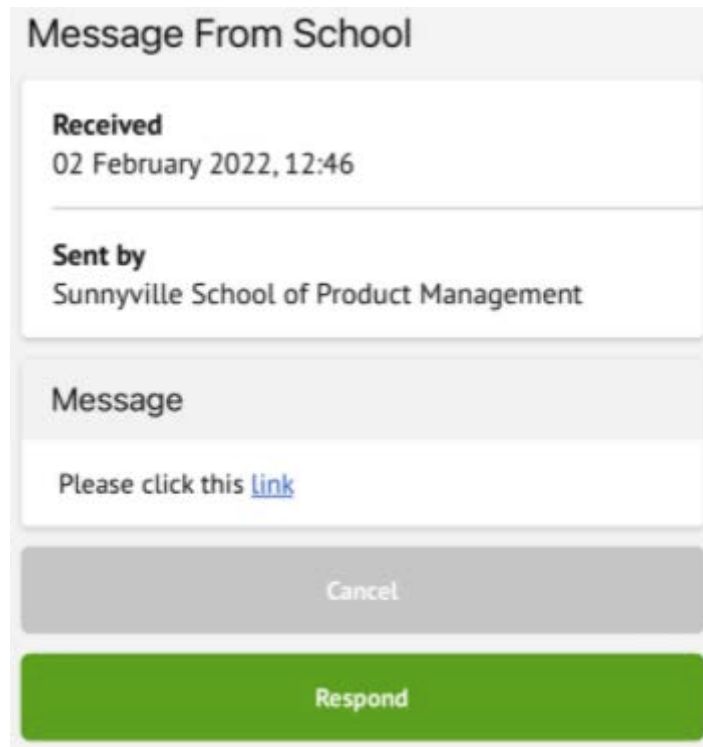 Message From School
Received
02 February 2022, 12:46
Sent by
Sunnyville School of Product Management
Message
Please click this link
Cancel
Respond